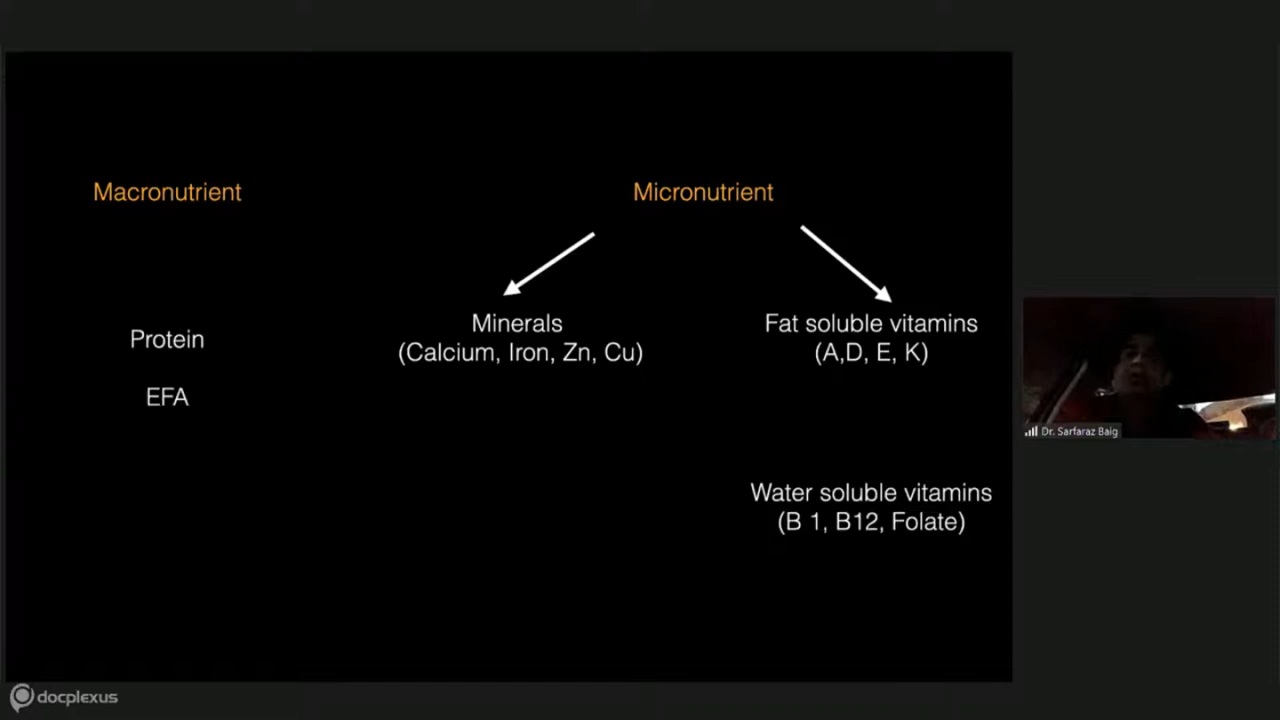 Macronutrient
Micronutrient
Protein
EFA
Minerals
(Calcium, Iron, Zn, Cu)
Fat soluble vitamins
(A,D, E, K)
Water soluble vitamins
(B 1, B12, Folate)
Dr. Sarfaraz Baig
docplexus